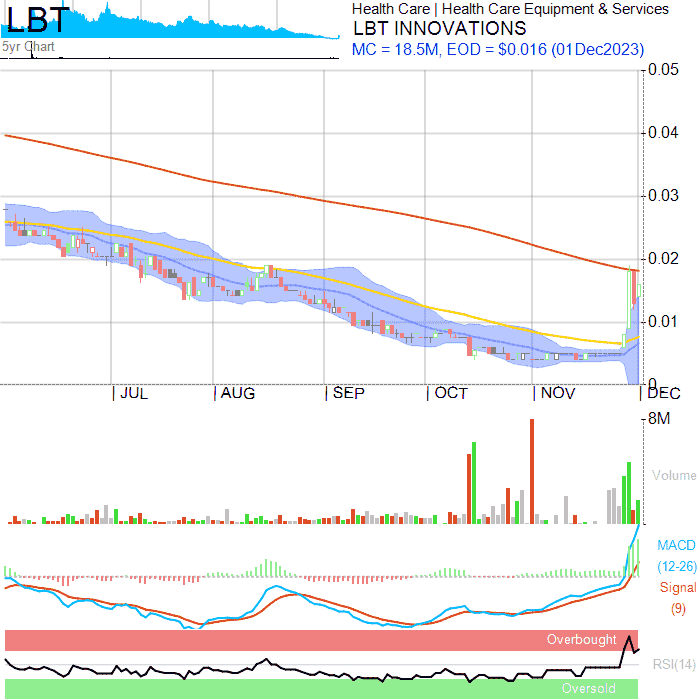 LBT
5yr Chart
Health Care | Health Care Equipment & Services
LBT INNOVATIONS
MC = 18.5M, EOD = $0.016 (01Dec2023)
0.05
0.04
0.03
0.02
0.01
0
| JUL | AUG | SEP | OCT | NOV | DEC
8M
Volume
MACD
(12-26)
Signal
(9)
Overbought
RSI(14)
Oversold